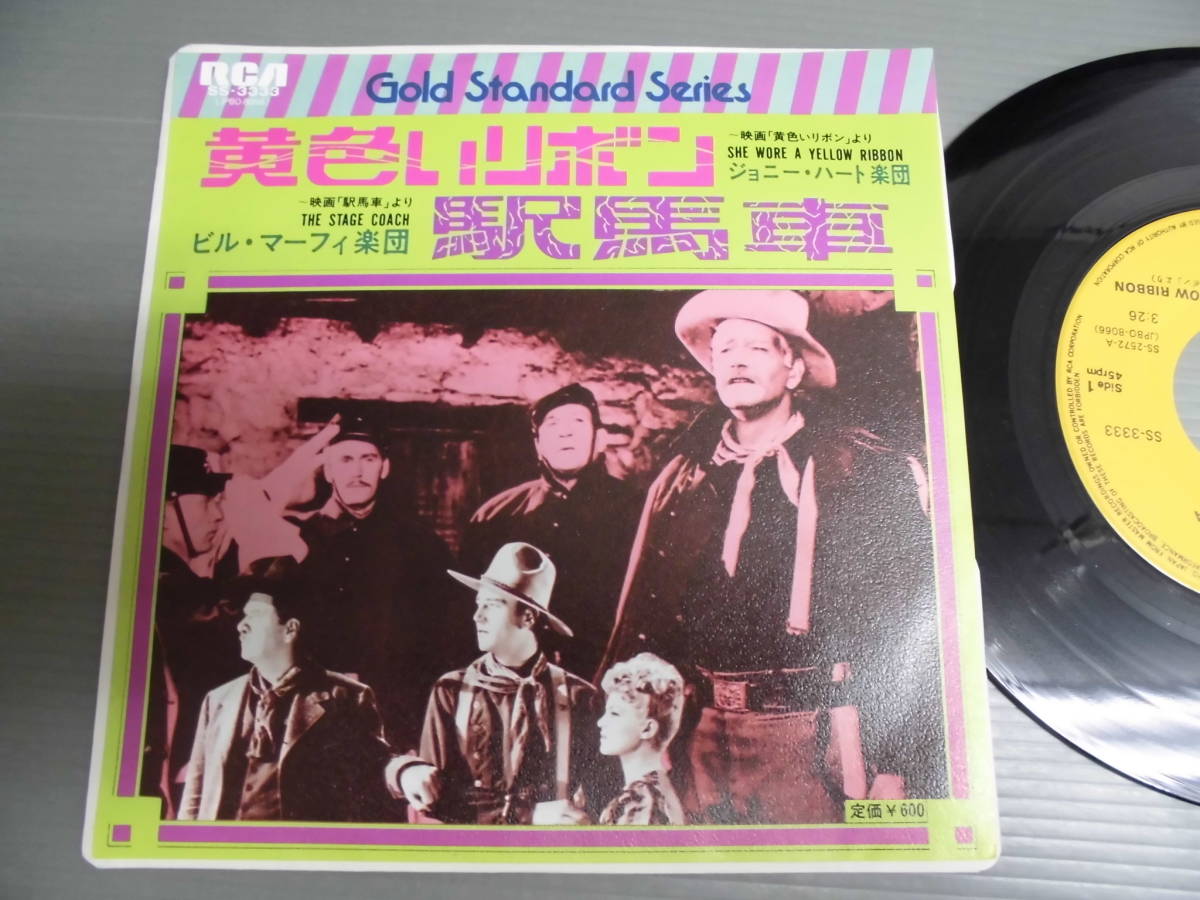 RCA
SS-3333
Gold Standard Series
黄色いリボン
~映画「黄色いリボン」より
SHE WORE A YELLOW RIBBON
ジョニー・ハート楽団
~映画「駅馬車」より
THE STAGE COACH
ビル・マーフィ楽団
駅馬車
定価¥600
OW RIBBON
3:26
(JPBO-8066)
SS-2572-A
Side 1
45rpm
SS-3333